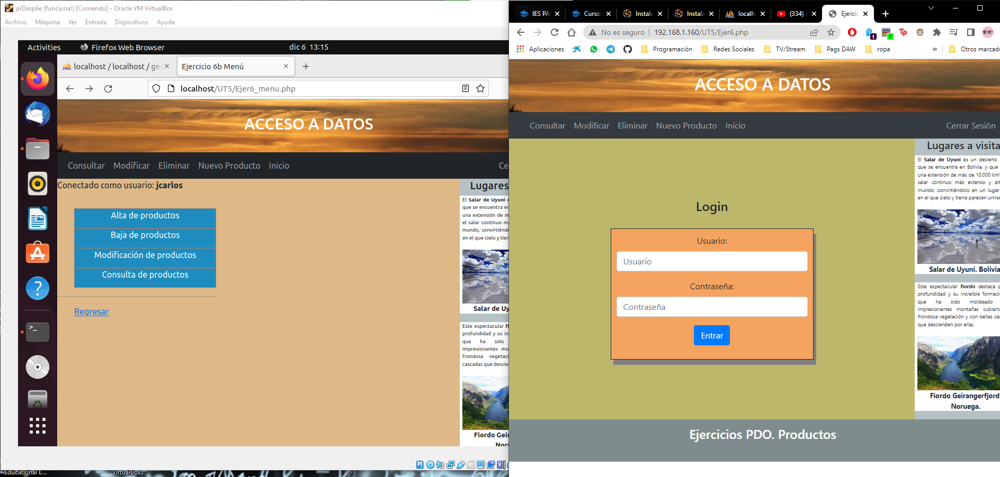 prDesplie (funciona!) [Corriendo] - Oracle VM VirtualBox
Archivo Máquina Ver Entrada Dispositivos Ayuda
Activities Firefox Web Browser dic 6 13:15
localhost / localhost / ges
Ejercicio 6b Menú
localhost/UT5/Ejer6_menu.php
ACCESO A DATOS
Consultar Modificar Eliminar Nuevo Producto Inicio Ce
Conectado como usuario: jcarlos
Alta de productos
Baja de productos
Modificación de productos
Consulta de productos
Regresar
Lugares
El Salar de Uyuni e
que se encuentra en
una extensión de m
el salar continuo m
mundo, convirtiénd
en el que cielo y tier
Salar de Uy
Este espectacular fi
profundidad y su in
que ha sido
impresionantes mo
frondosa vegetaci
cascadas que descie
Fiordo Gei
Nor
Educational E...
VirtualBox
IES PA Curso Instala Instala localh (334) Ejercic
No es seguro 192.168.1.160/UT5/Ejer6.php
1 7 Tp
Aplicaciones Programación Redes Sociales TV/Stream Pags DAW ropa » Otros marcado
ACCESO A DATOS
Consultar Modificar Eliminar Nuevo Producto Inicio Cerrar Sesión
Login
Usuario:
Usuario
Contraseña:
Contraseña
Entrar
Lugares a visita
El Salar de Uyuni es un desierto
que se encuentra en Bolivia, y que
una extensión de más de 10.000 km²
salar continuo más extenso y alt
mundo, convirtiéndolo en un lugar
en el que cielo y tierra parecen unirse
Salar de Uyuni. Bolivia
Este espectacular fiordo destaca p
profundidad y su increíble formació
que ha sido moldeado
impresionantes montañas cubierta
frondosa vegetación y con bellas cas
que descienden por ellas.
Fiordo Geirangerfjord
Noruega.
Ejercicios PDO. Productos